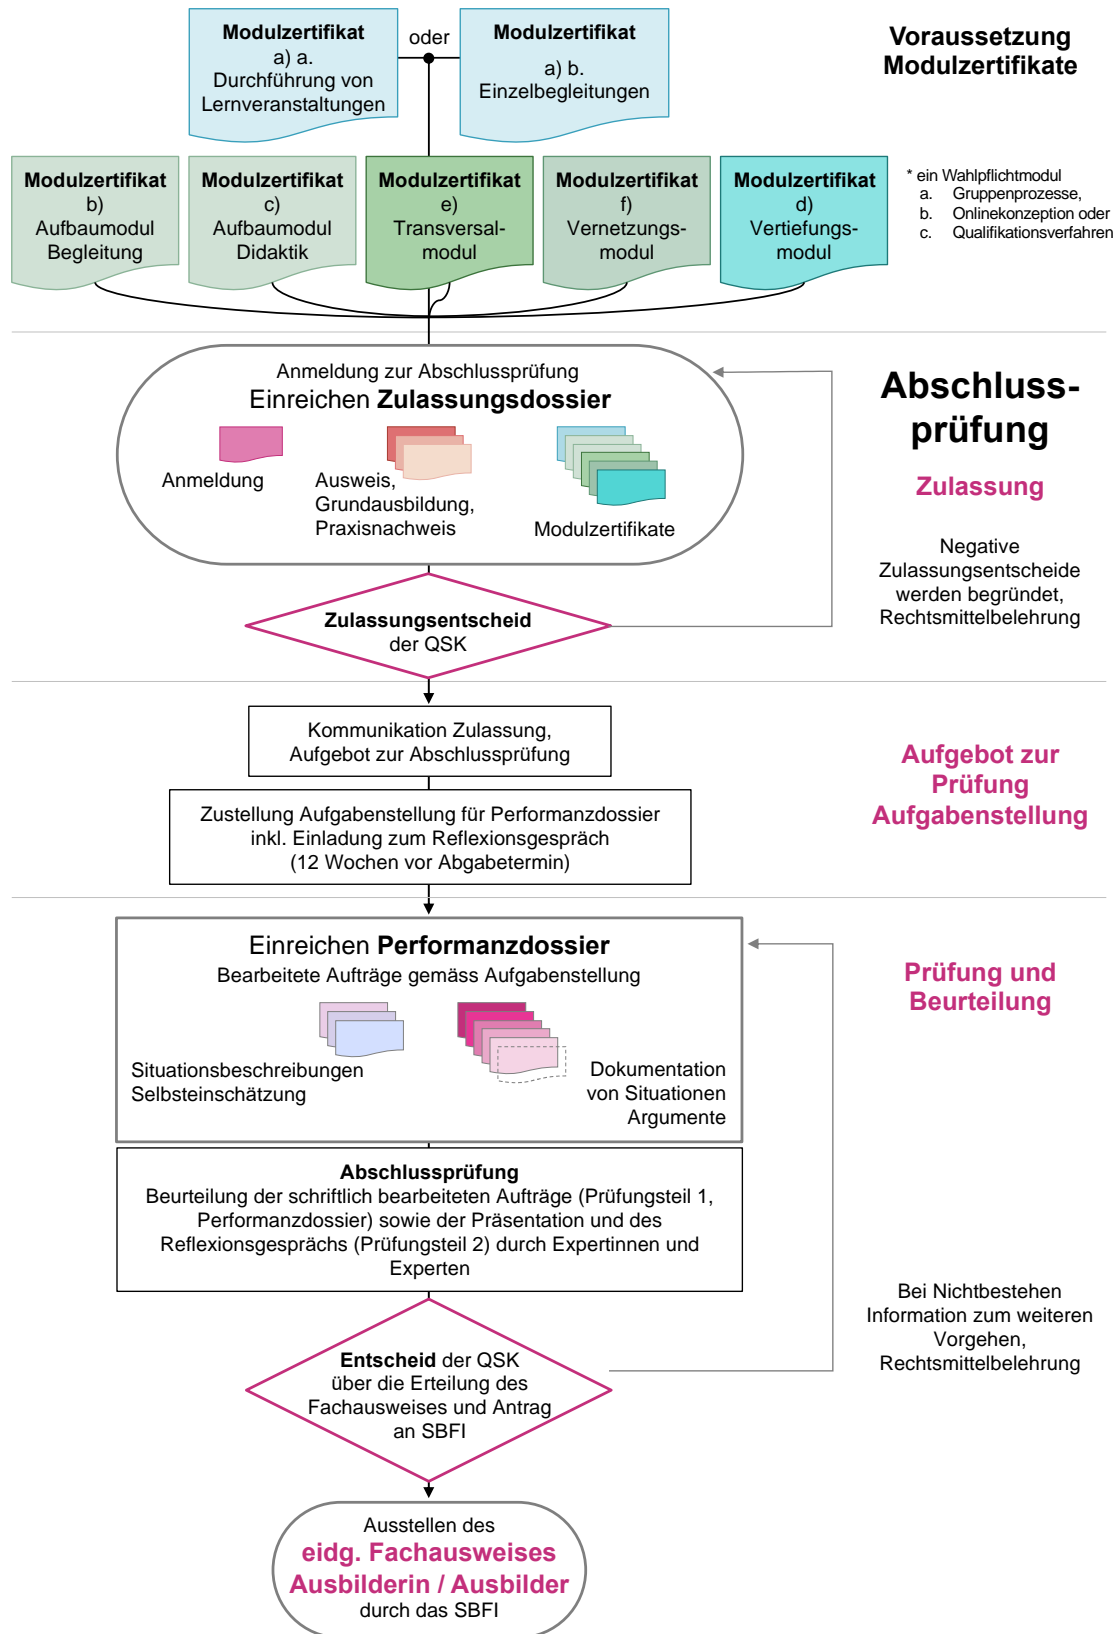 Modulzertifikat
a) a.
Durchführung von
Lernveranstaltungen
oder
Modulzertifikat
a) b.
Einzelbegleitungen
Voraussetzung
Modulzertifikate
Modulzertifikat
b)
Aufbaumodul
Begleitung
Modulzertifikat
c)
Aufbaumodul
Didaktik
Modulzertifikat
e)
Transversal-
modul
Modulzertifikat
f)
Vernetzungs-
modul
Modulzertifikat
d)
Vertiefungs-
modul
* ein Wahlpflichtmodul
a. Gruppenprozesse,
b. Onlinekonzeption oder
c. Qualifikationsverfahren
Anmeldung zur Abschlussprüfung
Einreichen Zulassungsdossier
Anmeldung
Ausweis,
Grundausbildung,
Praxisnachweis
Modulzertifikate
Abschluss-
prüfung
Zulassung
Negative
Zulassungsentscheide
werden begründet,
Rechtsmittelbelehrung
Zulassungsentscheid
der QSK
Kommunikation Zulassung,
Aufgebot zur Abschlussprüfung
Zustellung Aufgabenstellung für Performanzdossier
inkl. Einladung zum Reflexionsgespräch
(12 Wochen vor Abgabetermin)
Aufgebot zur
Prüfung
Aufgabenstellung
Einreichen Performanzdossier
Bearbeitete Aufträge gemäss Aufgabenstellung
Situationsbeschreibungen
Selbsteinschätzung
Dokumentation
von Situationen
Argumente
Prüfung und
Beurteilung
Abschlussprüfung
Beurteilung der schriftlich bearbeiteten Aufträge (Prüfungsteil 1,
Performanzdossier) sowie der Präsentation und des
Reflexionsgesprächs (Prüfungsteil 2) durch Expertinnen und
Experten
Bei Nichtbestehen
Information zum weiteren
Vorgehen,
Rechtsmittelbelehrung
Entscheid der QSK
über die Erteilung des
Fachausweises und Antrag
an SBFI
Ausstellen des
eidg. Fachausweises
Ausbilderin / Ausbilder
durch das SBFI